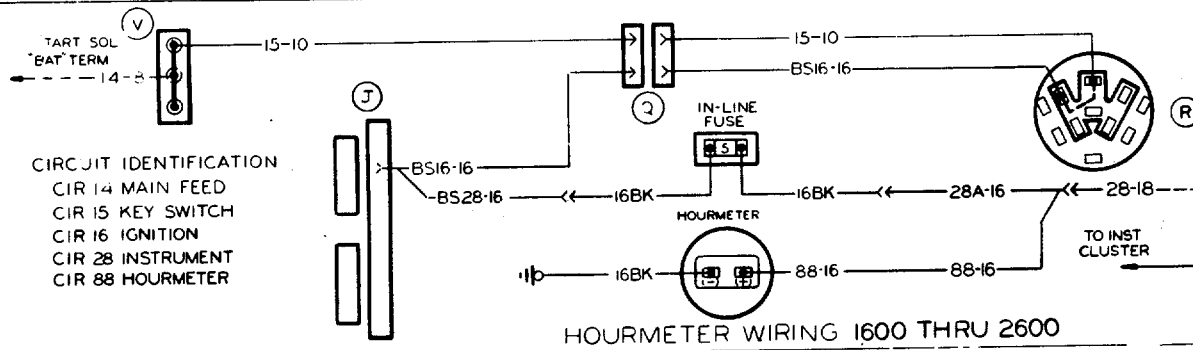 V
TART SOL
"BAT" TERM
14-8
15-10
15-10
BS16-16
Q
J
R
IN-LINE
FUSE
5
CIRCUIT IDENTIFICATION
CIR 14 MAIN FEED
CIR 15 KEY SWITCH
CIR 16 IGNITION
CIR 28 INSTRUMENT
CIR 88 HOURMETER
BS16-16
BS28-16
16BK
16BK
28A-16
28-18
HOURMETER
16BK
(-) (+)
88-16
88-16
TO INST
CLUSTER
HOURMETER WIRING 1600 THRU 2600